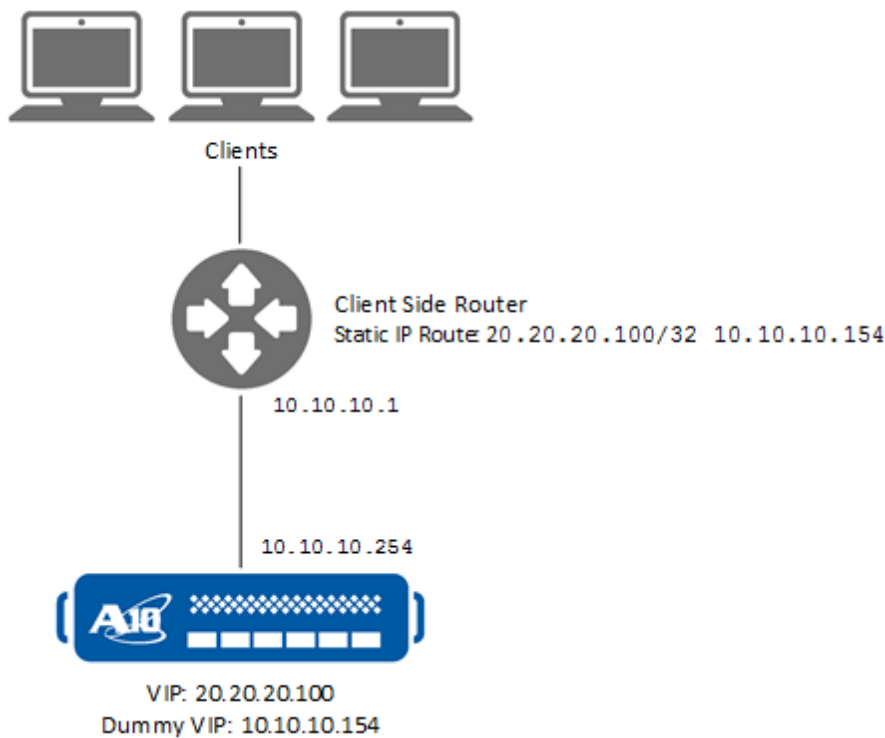 Clients
Client Side Router
Static IP Route: 20.20.20.100/32 10.10.10.154
10.10.10.1
10.10.10.254
A10
VIP: 20.20.20.100
Dummy VIP: 10.10.10.154